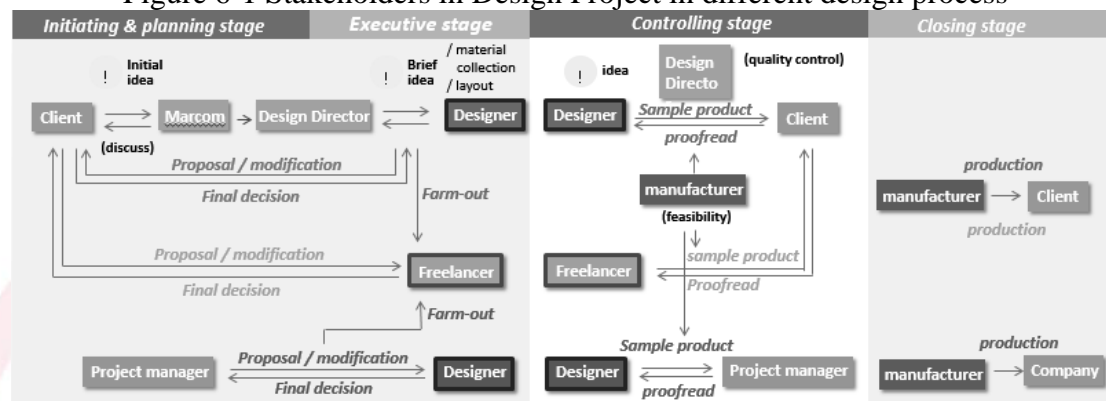 Figure 6-1 Stakeholders in Design Project in different design process
Initiating & planning stage
Executive stage
Controlling stage
Closing stage
! Initial
idea
! Brief
idea
/ material
collection
/ layout
Client
Marcom
Design Director
Designer
(discuss)
Proposal / modification
Final decision
Farm-out
Proposal / modification
Final decision
Freelancer
Farm-out
Project manager
Proposal / modification
Final decision
Designer
! idea
Design
Directo
(quality control)
Designer
Sample product
proofread
Client
manufacturer
(feasibility)
Freelancer
sample product
Proofread
Sample product
Designer
proofread
Project manager
production
manufacturer
Client
production
production
manufacturer
Company